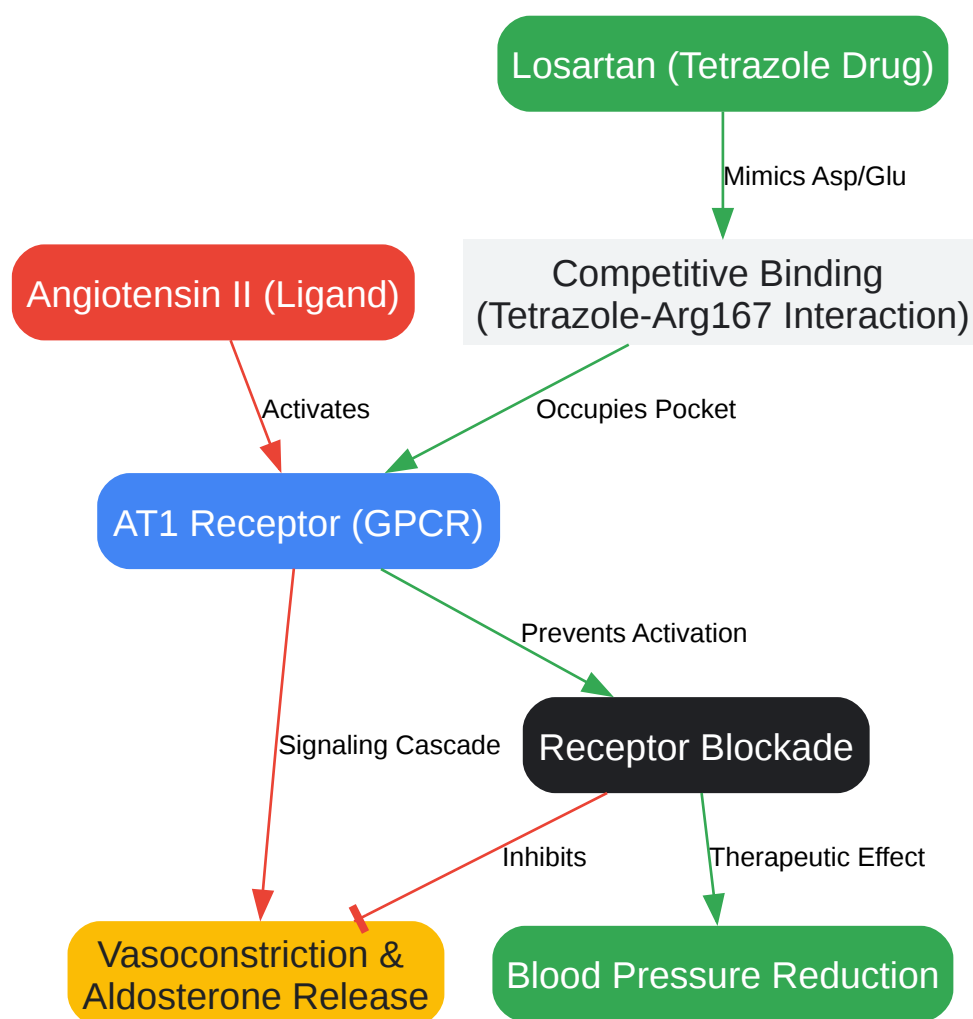 Losartan (Tetrazole Drug)
Mimics Asp/Glu
Angiotensin II (Ligand)
Competitive Binding
(Tetrazole-Arg167 Interaction)
Activates
Occupies Pocket
AT1 Receptor (GPCR)
Prevents Activation
Signaling Cascade
Receptor Blockade
Inhibits
Therapeutic Effect
Vasoconstriction &
Aldosterone Release
Blood Pressure Reduction